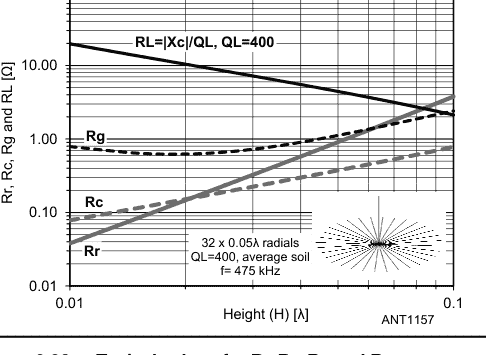 RL=|Xc|/QL, QL=400
10.00
Rg
1.00
Rc
0.10
Rr
32 x 0.05λ radials
QL=400, average soil
f= 475 kHz
0.01
0.01
0.1
Height (H) [λ]
ANT1157
Rr, Rc, Rg and RL [Ω]